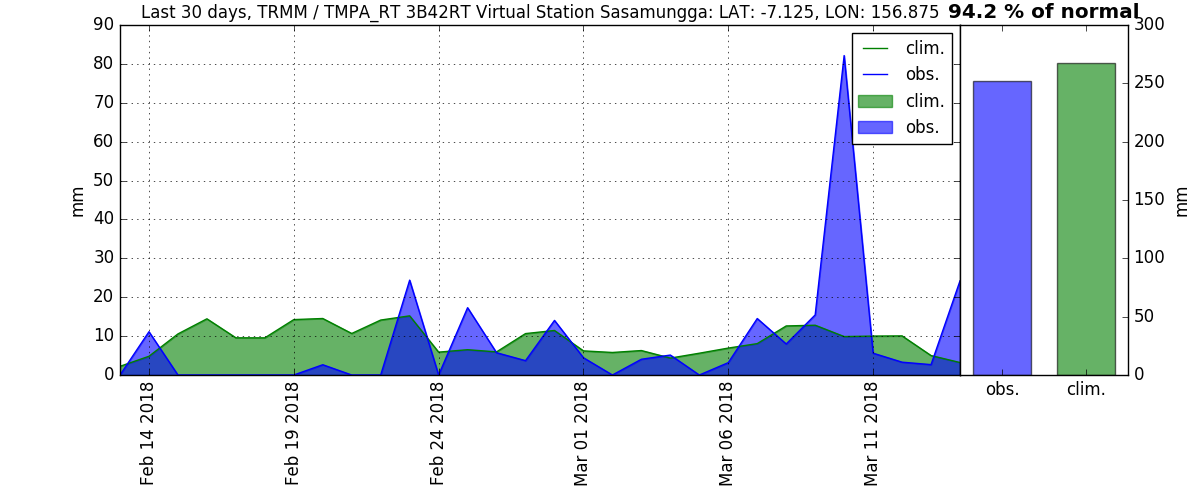 Last 30 days, TRMM / TMPA_RT 3B42RT Virtual Station Sasamungga: LAT: -7.125, LON: 156.875 94.2 % of normal
90
80
70
60
50
40
30
20
10
0
mm
clim.
obs.
clim.
obs.
Feb 14 2018
Feb 19 2018
Feb 24 2018
Mar 01 2018
Mar 06 2018
Mar 11 2018
300
250
200
150
100
50
0
mm
obs. clim.